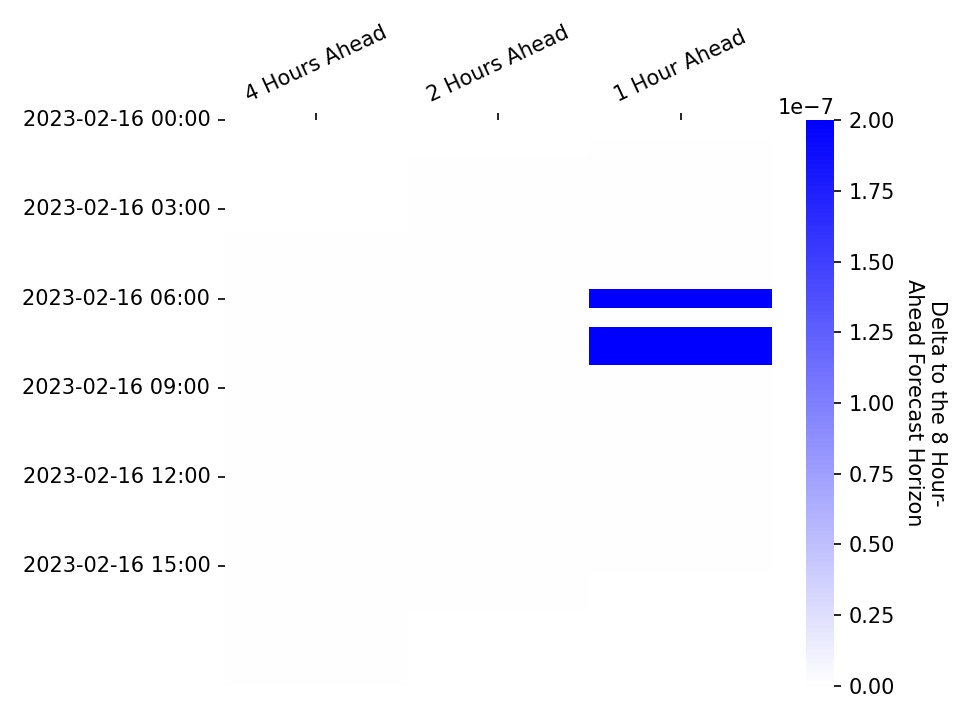 4 Hours Ahead
2 Hours Ahead
1 Hour Ahead
2023-02-16 00:00
2023-02-16 03:00
2023-02-16 06:00
2023-02-16 09:00
2023-02-16 12:00
2023-02-16 15:00
1e−7
2.00
1.75
1.50
1.25
1.00
0.75
0.50
0.25
0.00
Delta to the 8 Hour-
Ahead Forecast Horizon